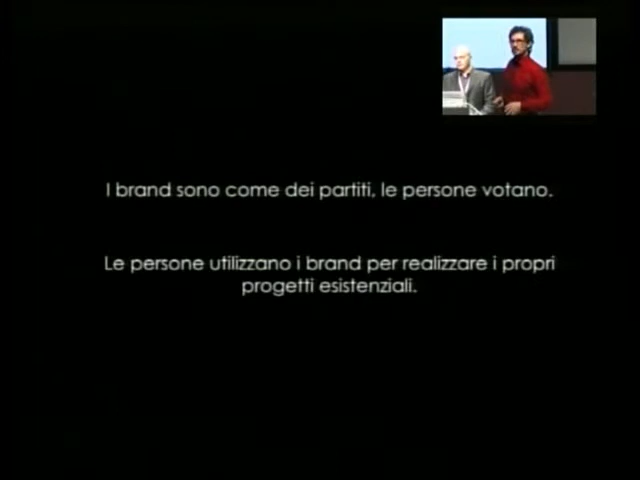 I brand sono come dei partiti, le persone votano.
Le persone utilizzano i brand per realizzare i propri
progetti esistenziali.